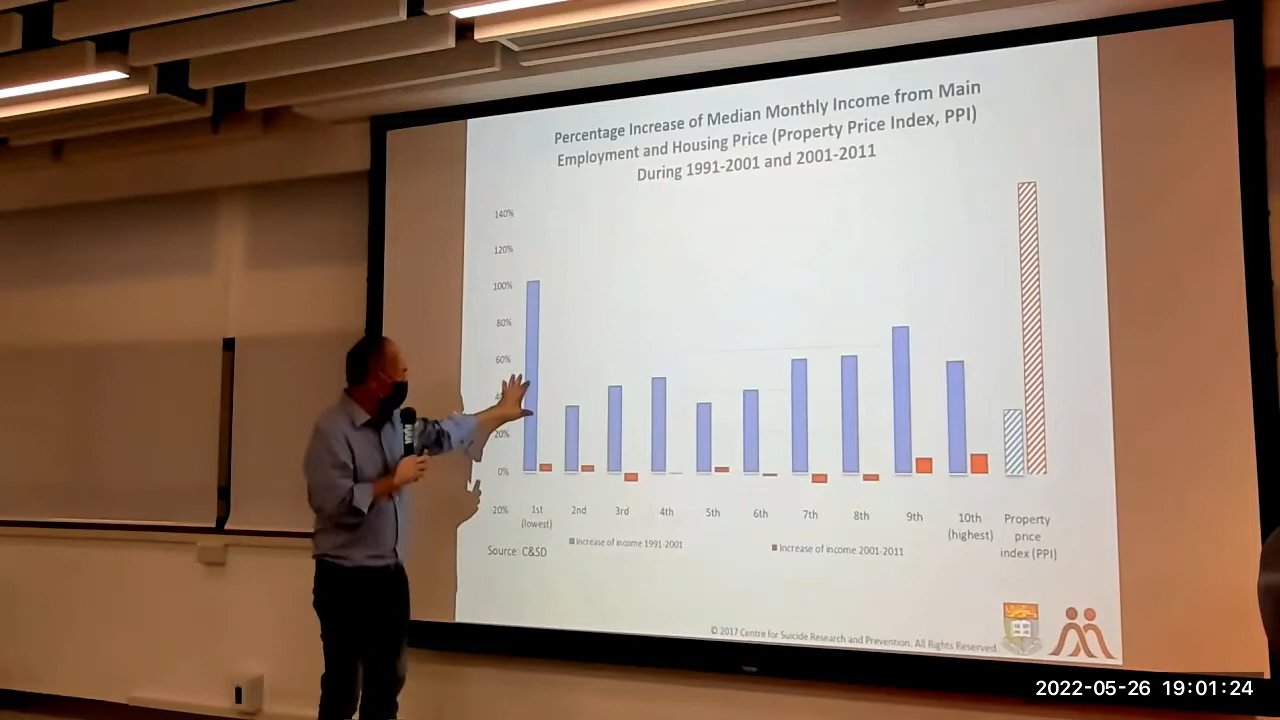 Percentage Increase of Median Monthly Income from Main
Employment and Housing Price (Property Price Index, PPI)
During 1991-2001 and 2001-2011
140%
120%
100%
80%
60%
20%
0%
20%
1st
(lowest)
2nd
3rd
4th
5th
6th
7th
8th
9th
10th
(highest)
Property
price
index (PPI)
Increase of income 1991-2001
Increase of income 2001-2011
Source: C&SD
© 2017 Centre for Suicide Research and Prevention. All Rights Reserved.
2022-05-26 19:01:24